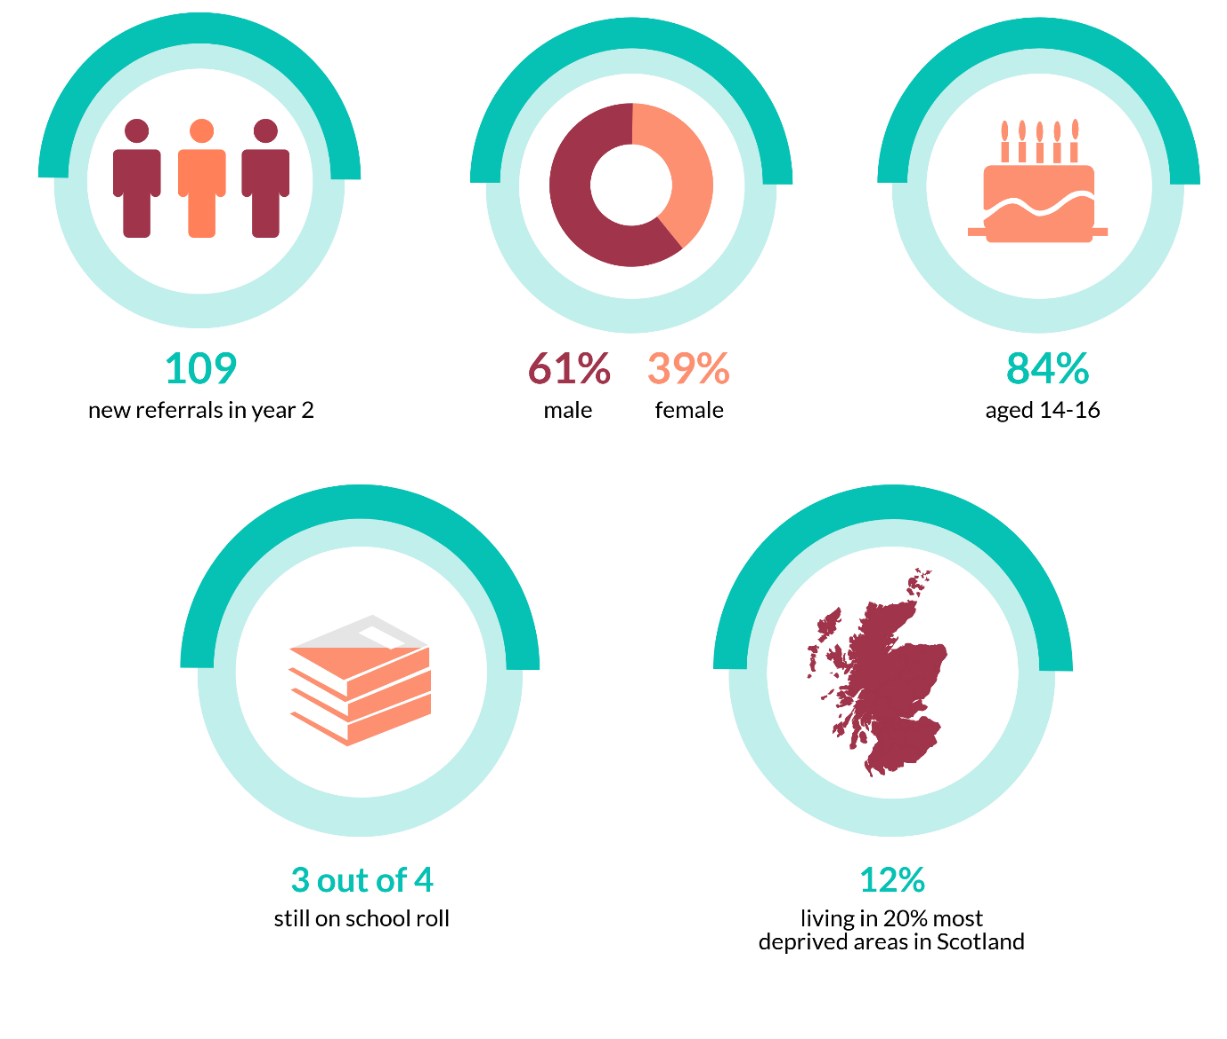 109
new referrals in year 2
61% 39%
male female
84%
aged 14-16
3 out of 4
still on school roll
12%
living in 20% most
deprived areas in Scotland